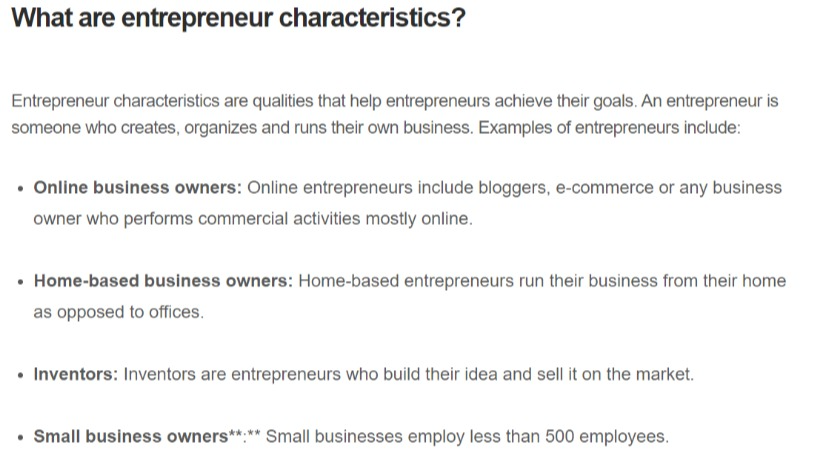 What are entrepreneur characteristics?
Entrepreneur characteristics are qualities that help entrepreneurs achieve their goals. An entrepreneur is
someone who creates, organizes and runs their own business. Examples of entrepreneurs include:
• Online business owners: Online entrepreneurs include bloggers, e-commerce or any business
owner who performs commercial activities mostly online.
• Home-based business owners: Home-based entrepreneurs run their business from their home
as opposed to offices.
• Inventors: Inventors are entrepreneurs who build their idea and sell it on the market.
• Small business owners**:** Small businesses employ less than 500 employees.